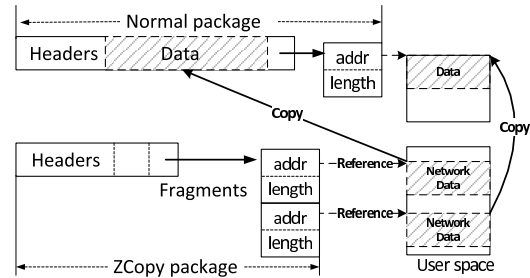 Normal package
Headers
Data
addr
length
Data
Copy
Copy
Headers
Fragments
addr
length
addr
length
Reference
Reference
Network
Data
Network
Data
ZCopy package
User space